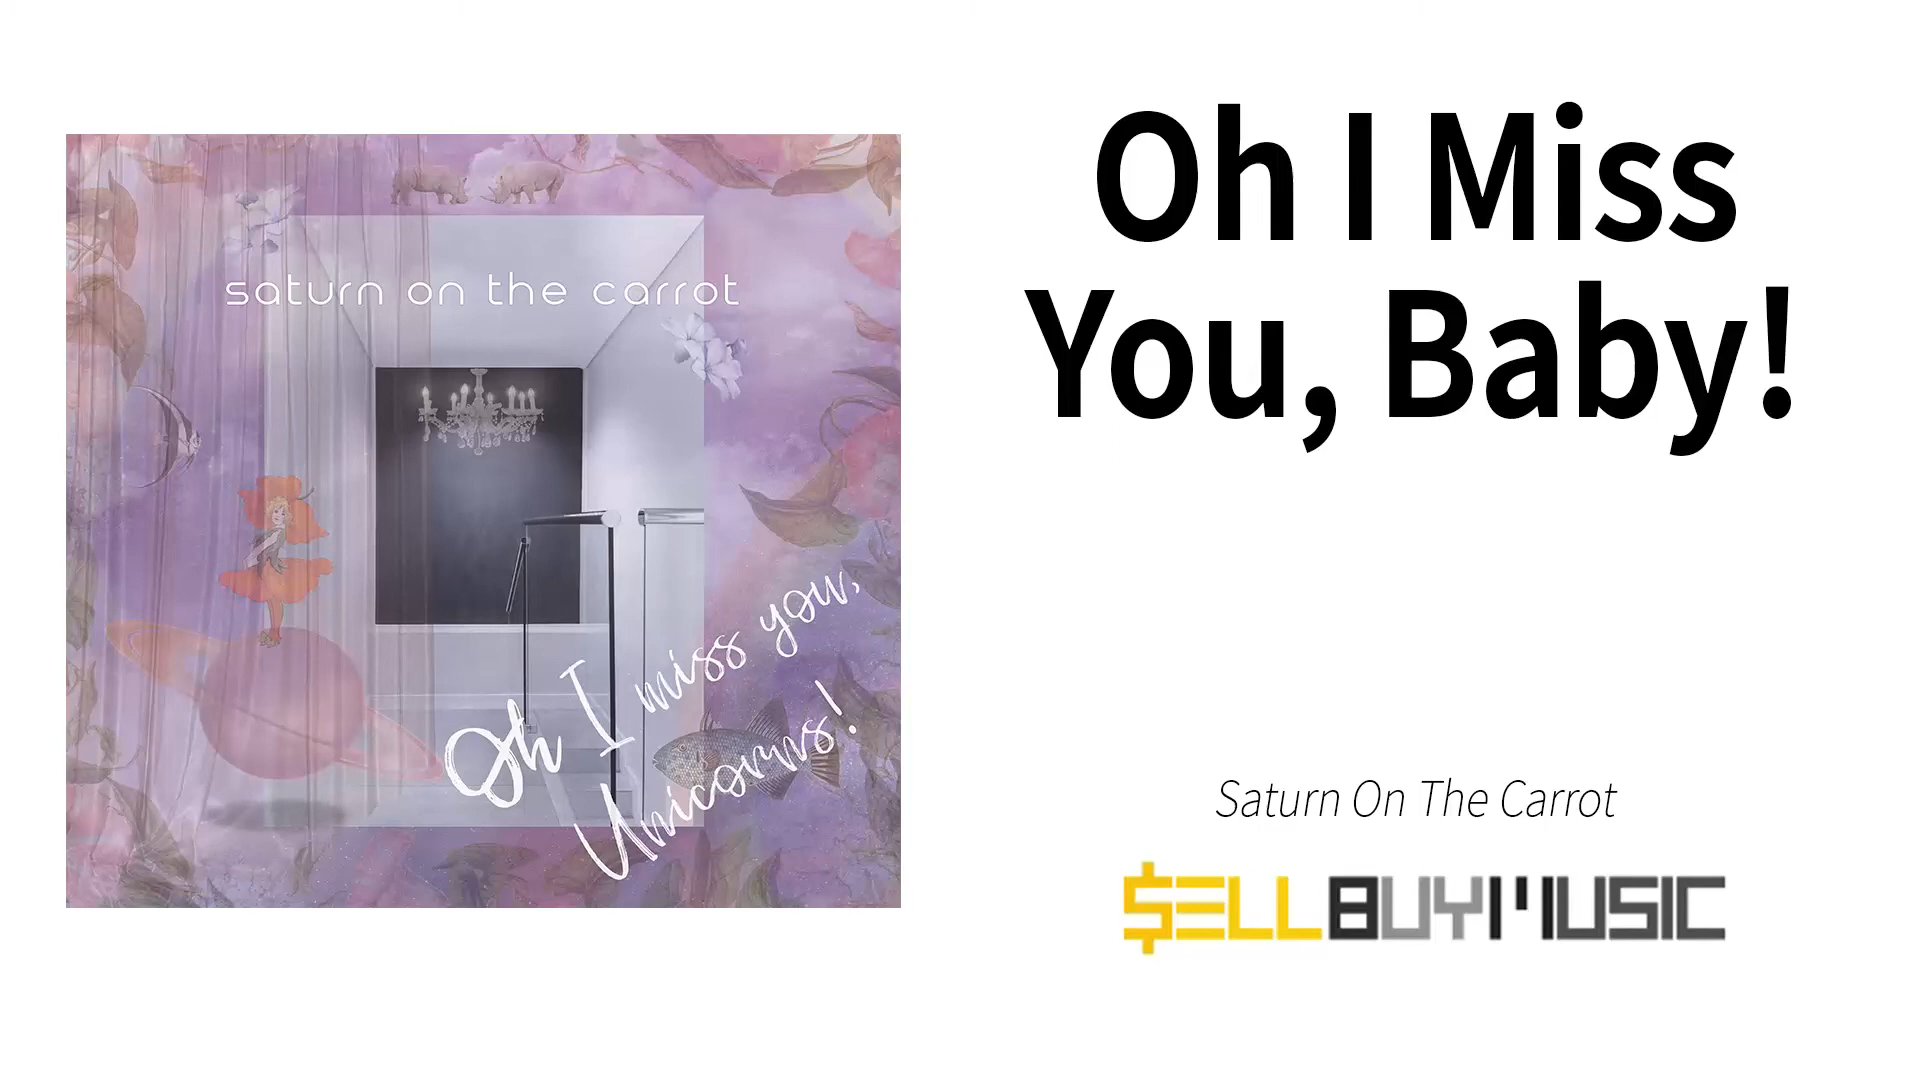 saturn on the carrot
Oh I miss you,
Unicorns!
Oh I Miss
You, Baby!
Saturn On The Carrot
$ELLBUYMUSIC